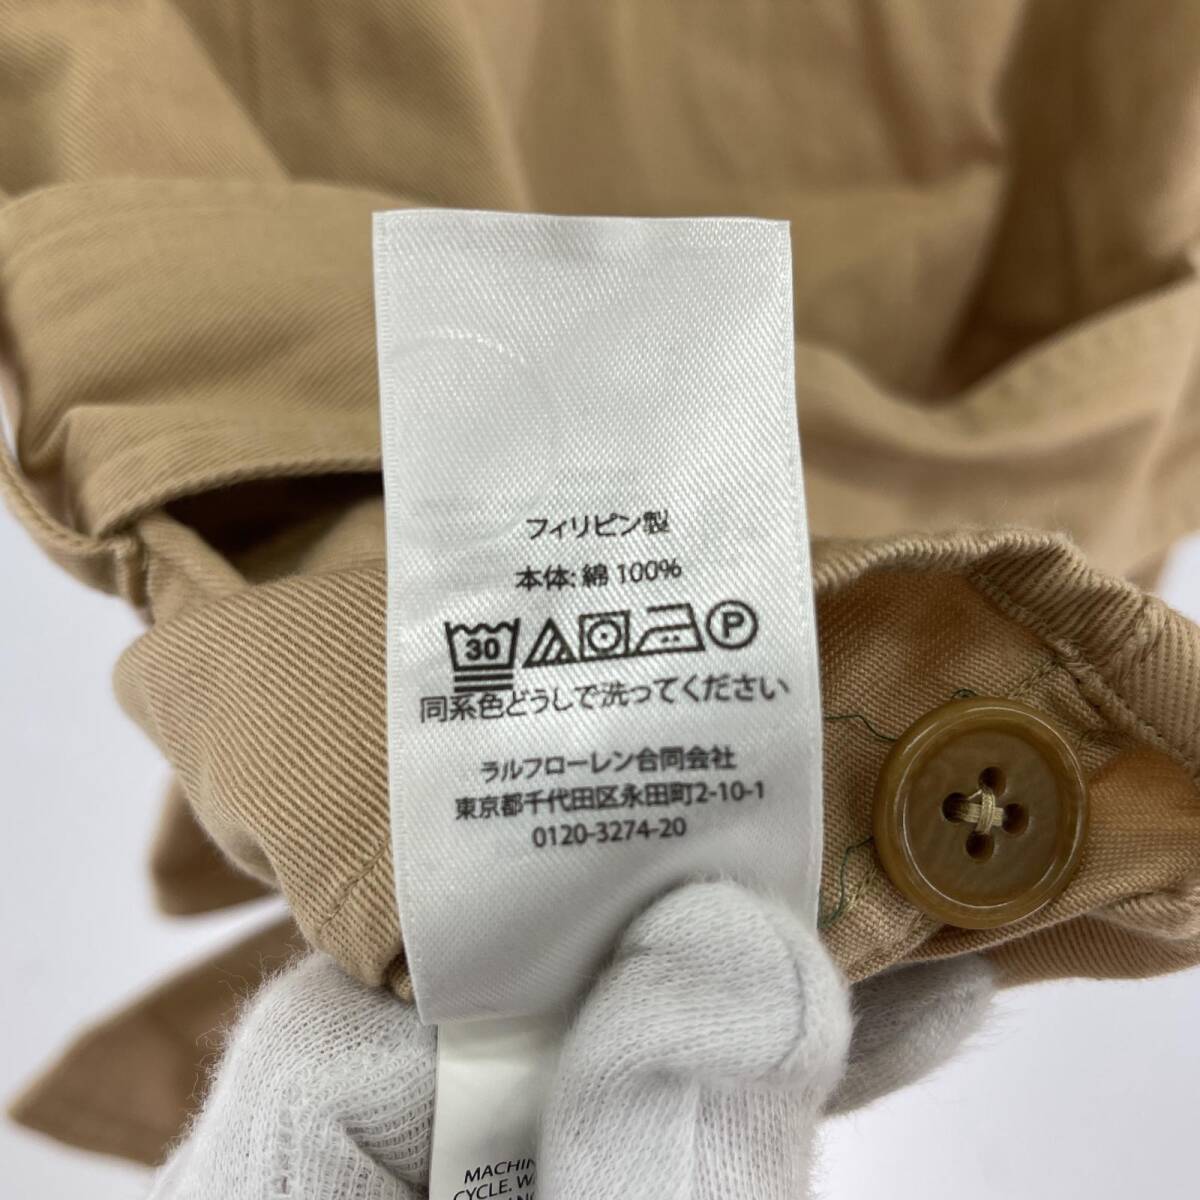 フィリピン製
本体: 綿 100%
30 P
同系色どうしで洗ってください
ラルフローレン合同会社
東京都千代田区永田町2-10-1
0120-3274-20
MACHIN
CYCLE. W